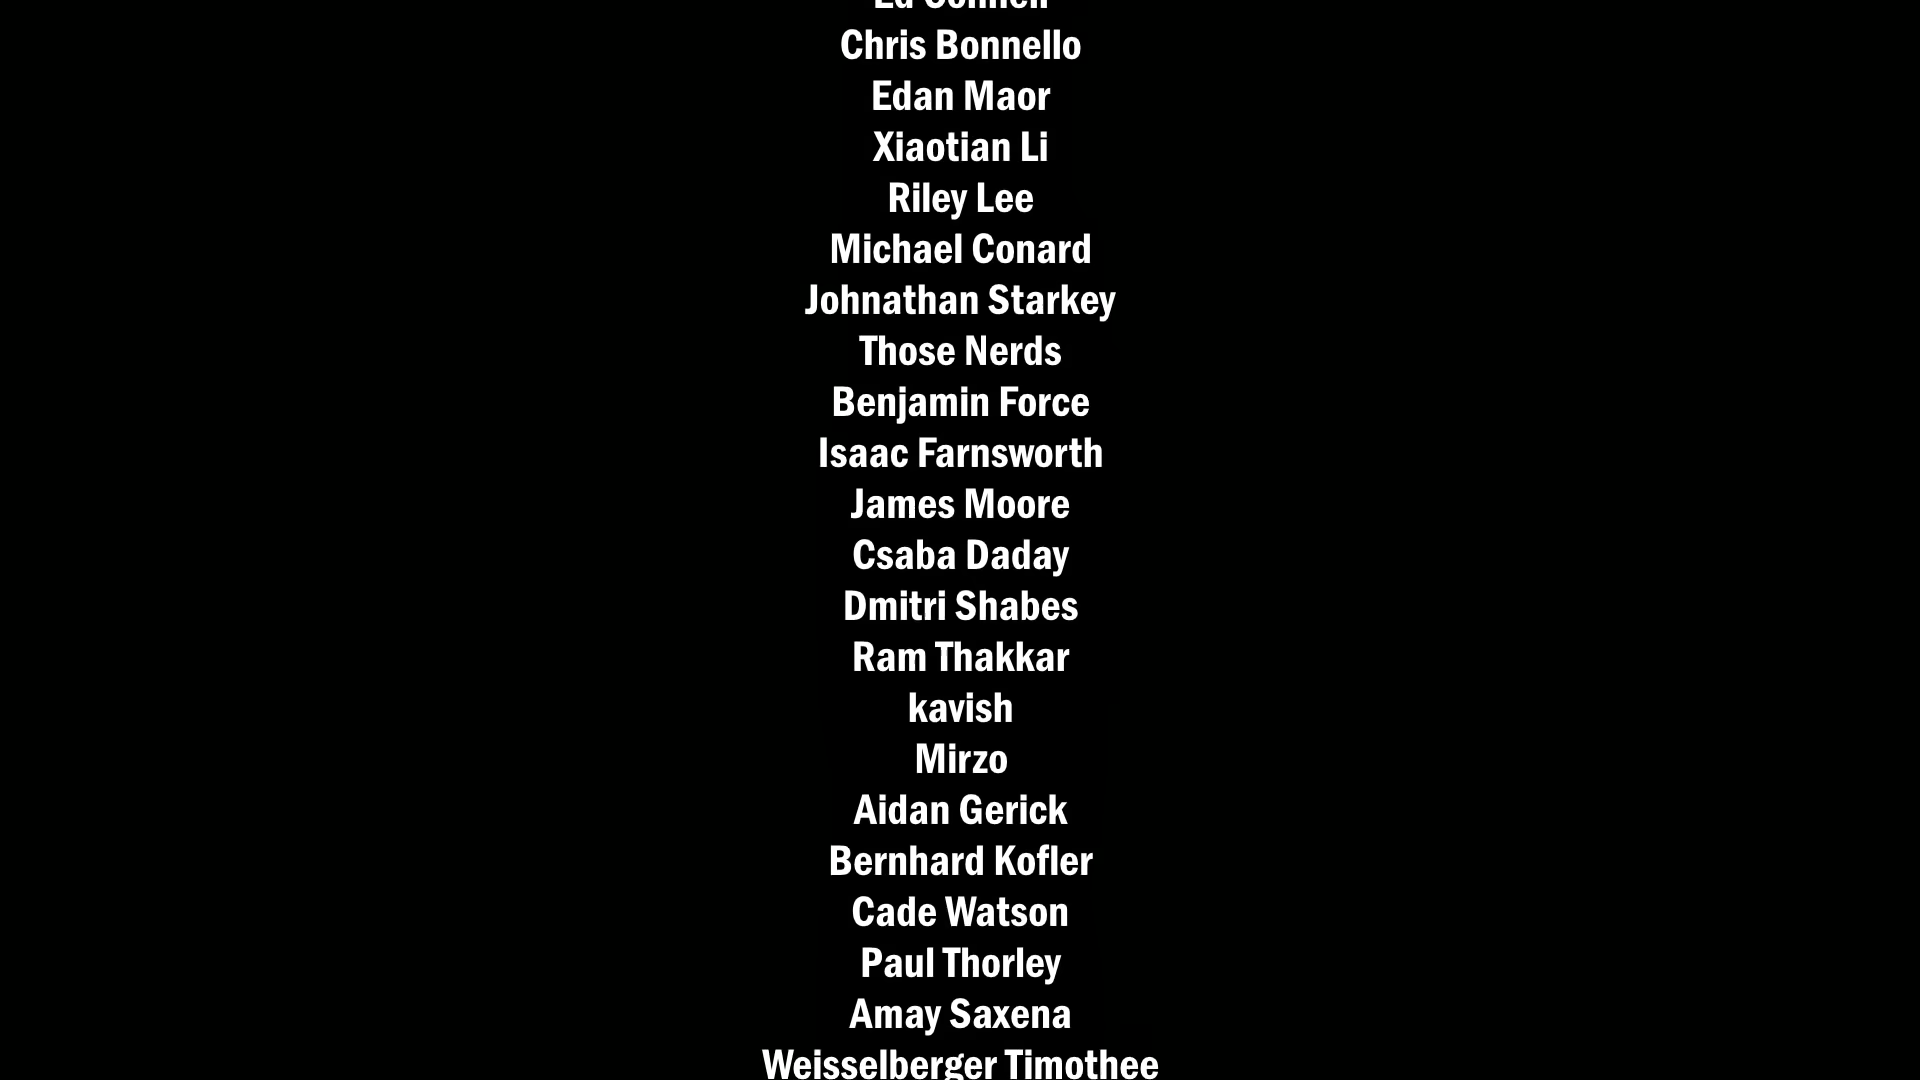 Chris Bonnello
Edan Maor
Xiaotian Li
Riley Lee
Michael Conard
Johnathan Starkey
Those Nerds
Benjamin Force
Isaac Farnsworth
James Moore
Csaba Daday
Dmitri Shabes
Ram Thakkar
kavish
Mirzo
Aidan Gerick
Bernhard Kofler
Cade Watson
Paul Thorley
Amay Saxena
Weisselberger Timothee